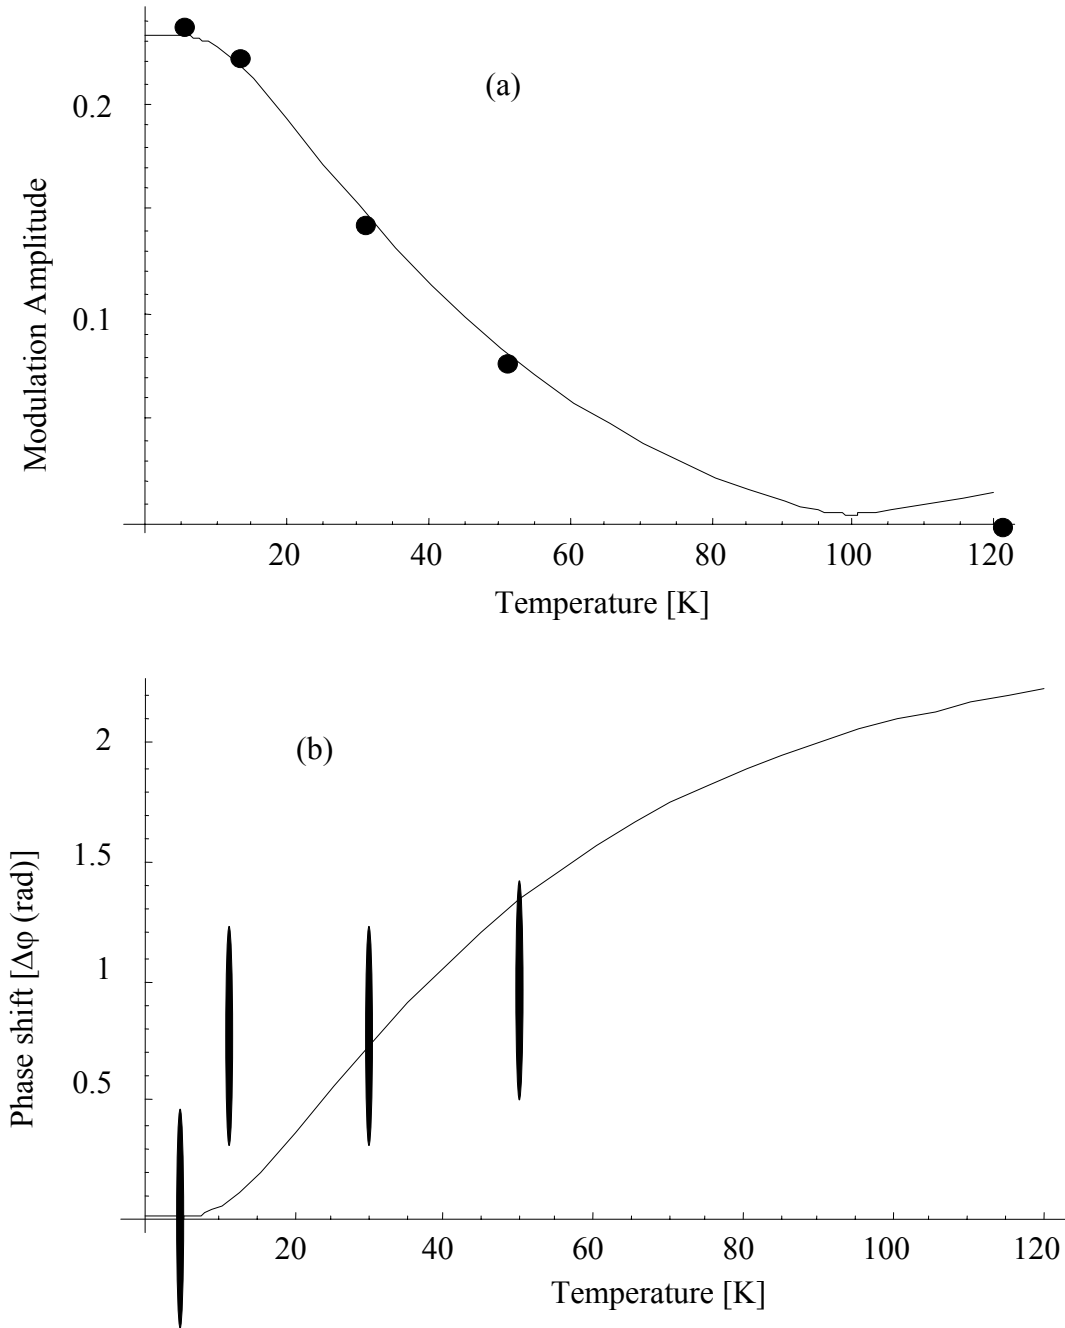 (a)
0.2
0.1
Modulation Amplitude
20 40 60 80 100 120
Temperature [K]
(b)
2
1.5
1
0.5
Phase shift [Δφ (rad)]
20 40 60 80 100 120
Temperature [K]